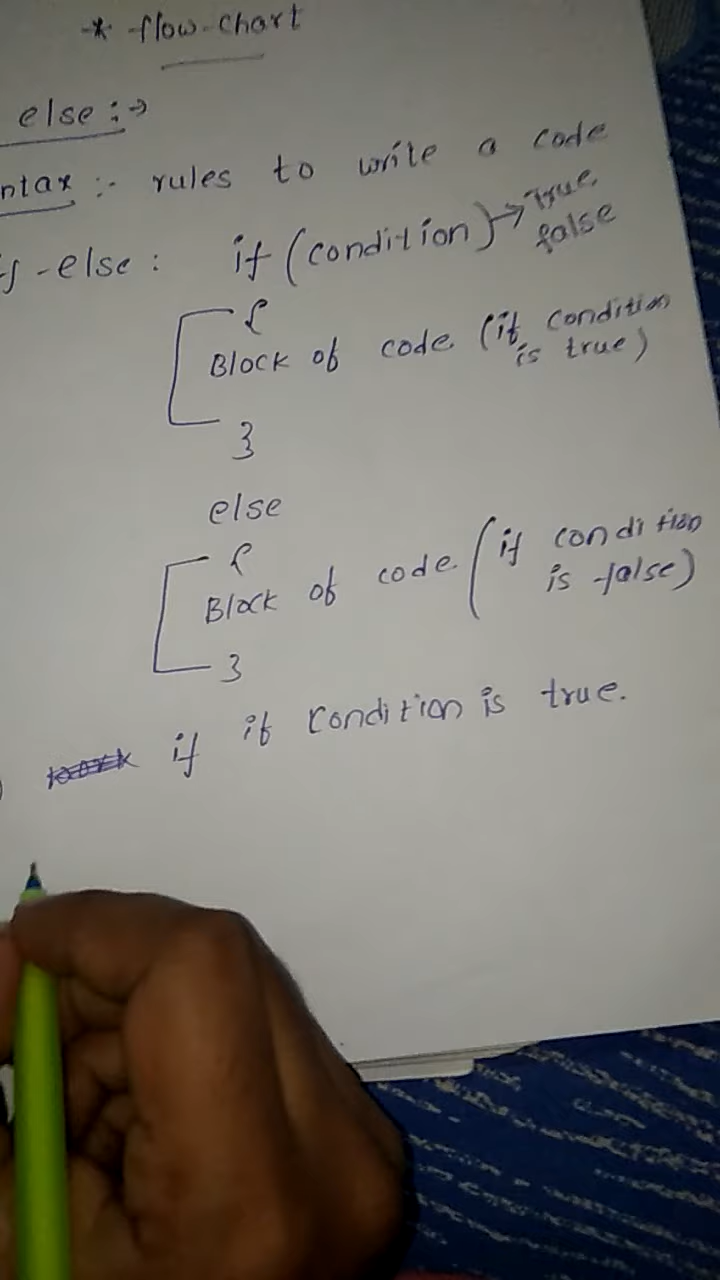 * flow-chart
else :→
ntax :- rules to write a code
if -else : if (condition) → true
false
{
Block of code (if condition
is true)
}
else
{
Block of code (if condition
is false)
}
if if condition is true.